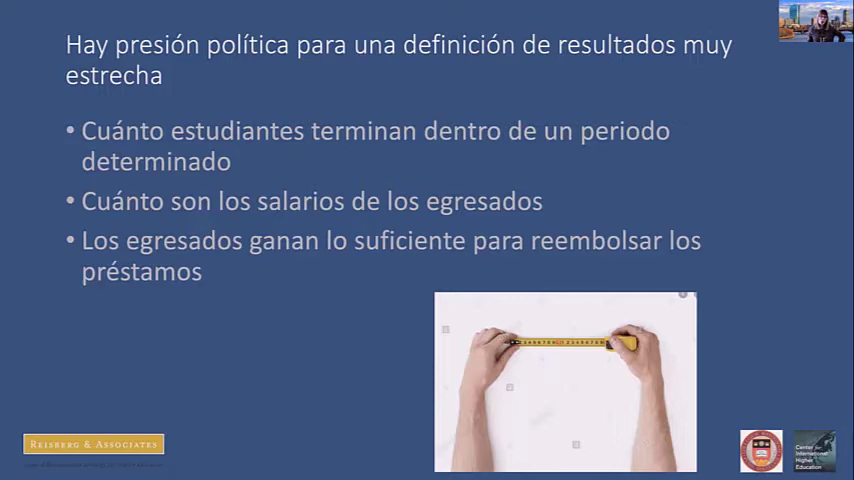 Hay presión política para una definición de resultados muy
estrecha
• Cuánto estudiantes terminan dentro de un periodo
determinado
• Cuánto son los salarios de los egresados
• Los egresados ganan lo suficiente para reembolsar los
préstamos
REISBERG & ASSOCIATES
Center for
International
Higher
Education